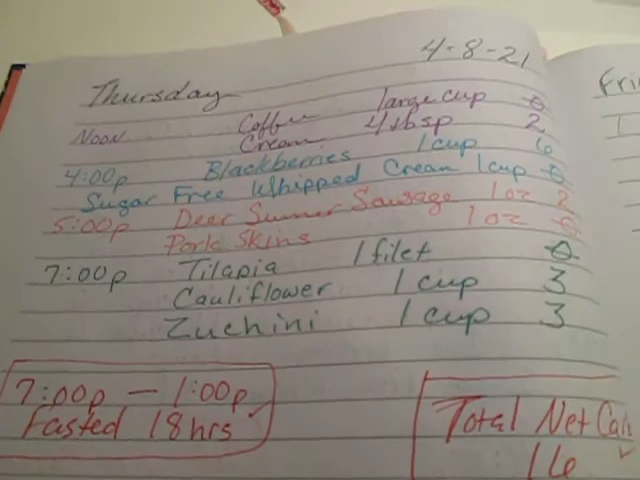 4-8-21
Thursday
Noon Coffee large cup 0
Cream 4 tbsp 2
4:00p Blackberries 1 cup 6
Sugar Free Whipped Cream 1 cup 0
5:00p Deer Summer Sausage 1 oz 2
Pork Skins 1 oz 0
7:00p Tilapia 1 filet 0
Cauliflower 1 cup 3
Zuchini 1 cup 3
7:00p — 1:00p
Fasted 18 hrs
Total Net Carbs
16